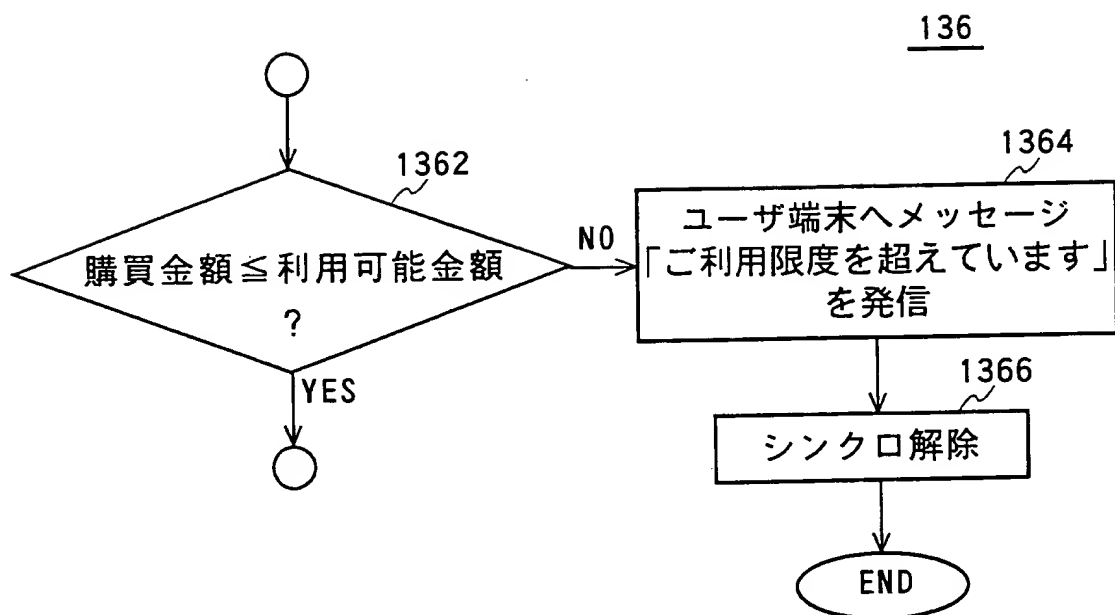 136
1362
購買金額≦利用可能金額
?
YES
NO
1364
ユーザ端末へメッセージ
「ご利用限度を超えています」
を発信
1366
シンクロ解除
END